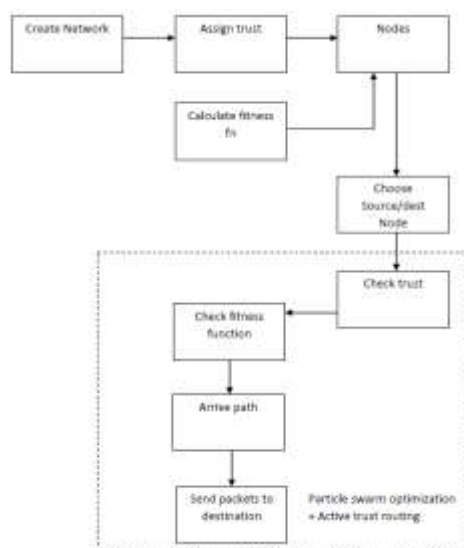 Create Network
Assign trust
Nodes
Calculate fitness
fn
Choose
Source/dest
Node
Check trust
Check fitness
function
Arrive path
Send packets to
destination
Particle swarm optimization
+ Active trust routing